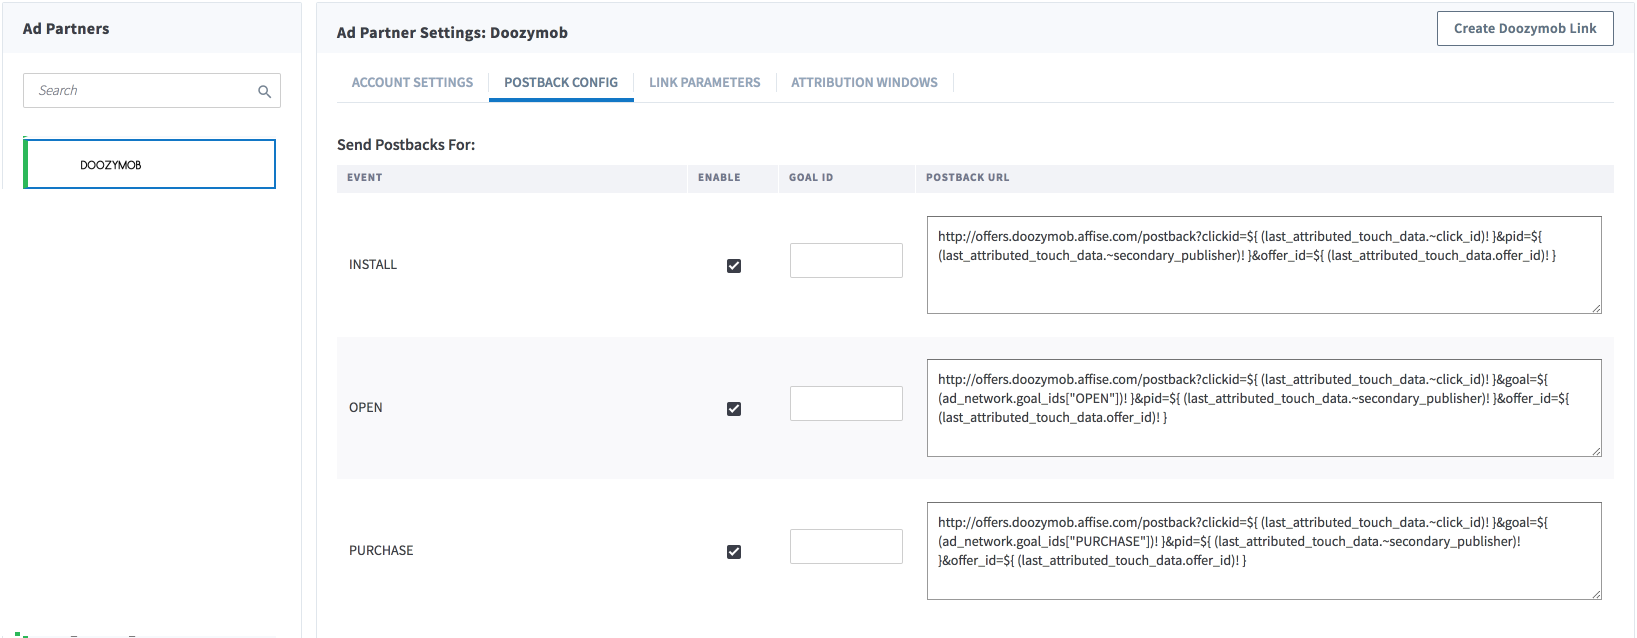 Ad Partners
Search
DOOZYMOB
Ad Partner Settings: Doozymob
Create Doozymob Link
ACCOUNT SETTINGS
POSTBACK CONFIG
LINK PARAMETERS
ATTRIBUTION WINDOWS
Send Postbacks For:
EVENT
ENABLE
GOAL ID
POSTBACK URL
INSTALL
http://offers.doozymob.affise.com/postback?clickid=${ (last_attributed_touch_data.~click_id)! }&pid=${
(last_attributed_touch_data.~secondary_publisher)! }&offer_id=${ (last_attributed_touch_data.offer_id)! }
OPEN
http://offers.doozymob.affise.com/postback?clickid=${ (last_attributed_touch_data.~click_id)! }&goal=${
(ad_network.goal_ids["OPEN"])! }&pid=${ (last_attributed_touch_data.~secondary_publisher)! }&offer_id=${
(last_attributed_touch_data.offer_id)! }
PURCHASE
http://offers.doozymob.affise.com/postback?clickid=${ (last_attributed_touch_data.~click_id)! }&goal=${
(ad_network.goal_ids["PURCHASE"])! }&pid=${ (last_attributed_touch_data.~secondary_publisher)!
}&offer_id=${ (last_attributed_touch_data.offer_id)! }